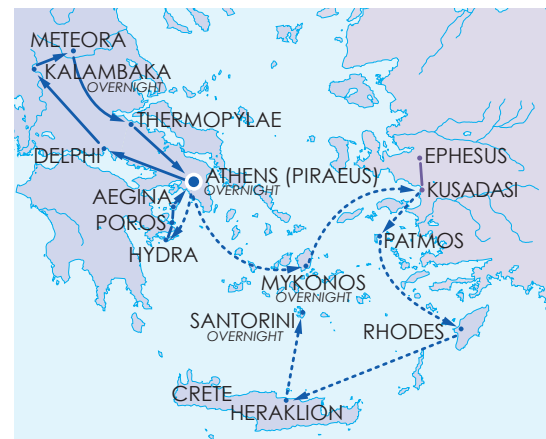 METEORA
KALAMBAKA
OVERNIGHT
THERMOPYLAE
DELPHI
EPHESUS
ATHENS (PIRAEUS)
OVERNIGHT
KUSADASI
AEGINA
POROS
HYDRA
PATMOS
MYKONOS
OVERNIGHT
SANTORINI
OVERNIGHT
RHODES
CRETE
HERAKLION